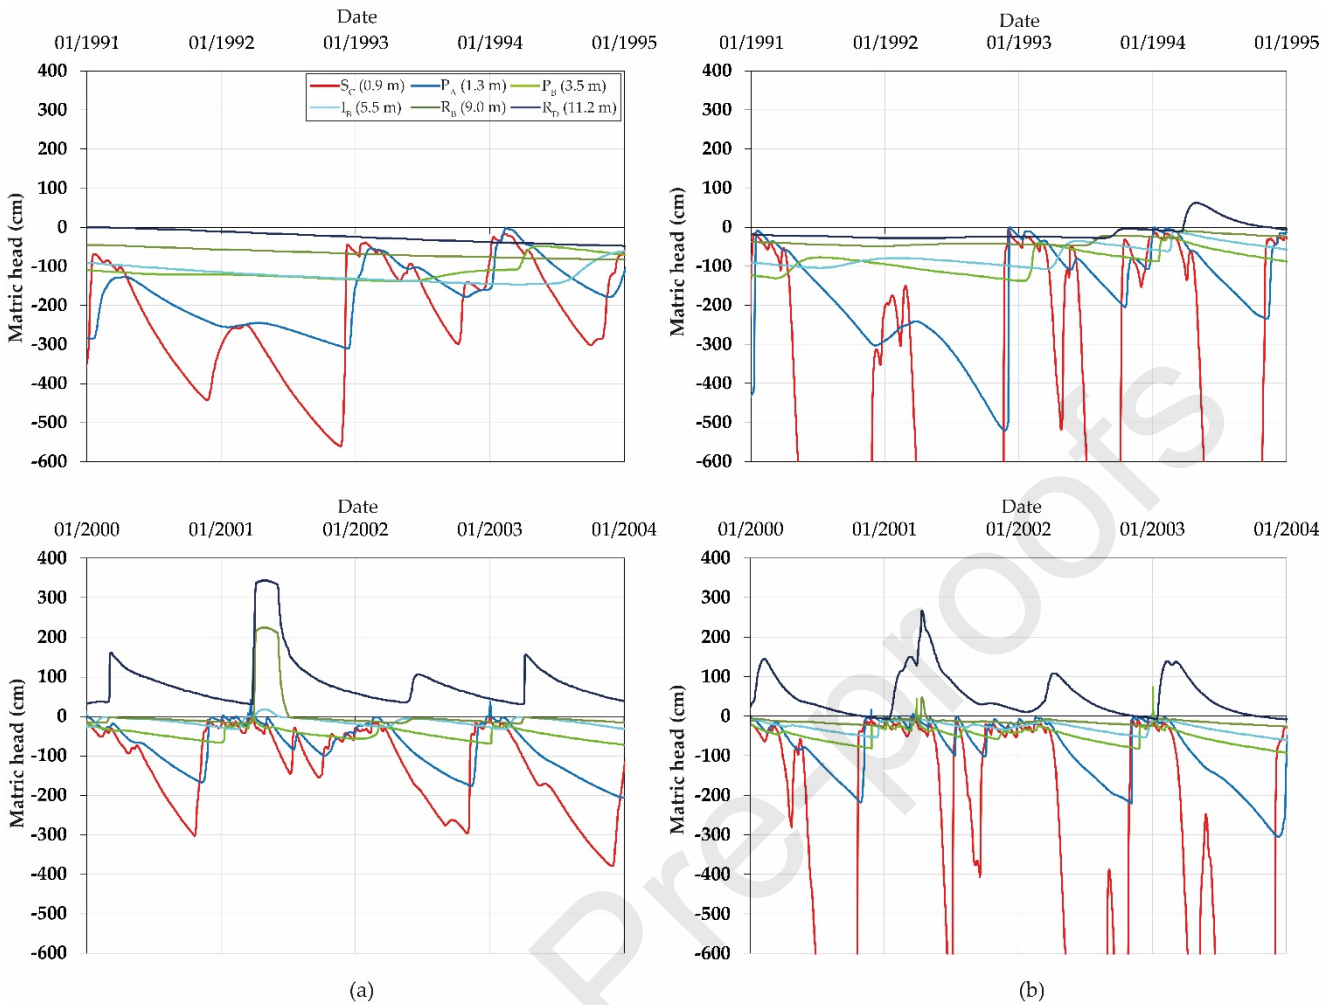 Date Date
01/1991 01/1992 01/1993 01/1994 01/1995 01/1991 01/1992 01/1993 01/1994 01/1995
400 400
S_C (0.9 m) P_A (1.3 m) P_B (3.5 m)
I_B (5.5 m) R_B (9.0 m) R_D (11.2 m)
300 300
200 200
100 100
0 0
-100 -100
-200 -200
-300 -300
-400 -400
-500 -500
-600 -600
Matric head (cm) Matric head (cm)
Date Date
01/2000 01/2001 01/2002 01/2003 01/2004 01/2000 01/2001 01/2002 01/2003 01/2004
400 400
300 300
200 200
100 100
0 0
-100 -100
-200 -200
-300 -300
-400 -400
-500 -500
-600 -600
Matric head (cm) Matric head (cm)
(a) (b)
Pre-proofs